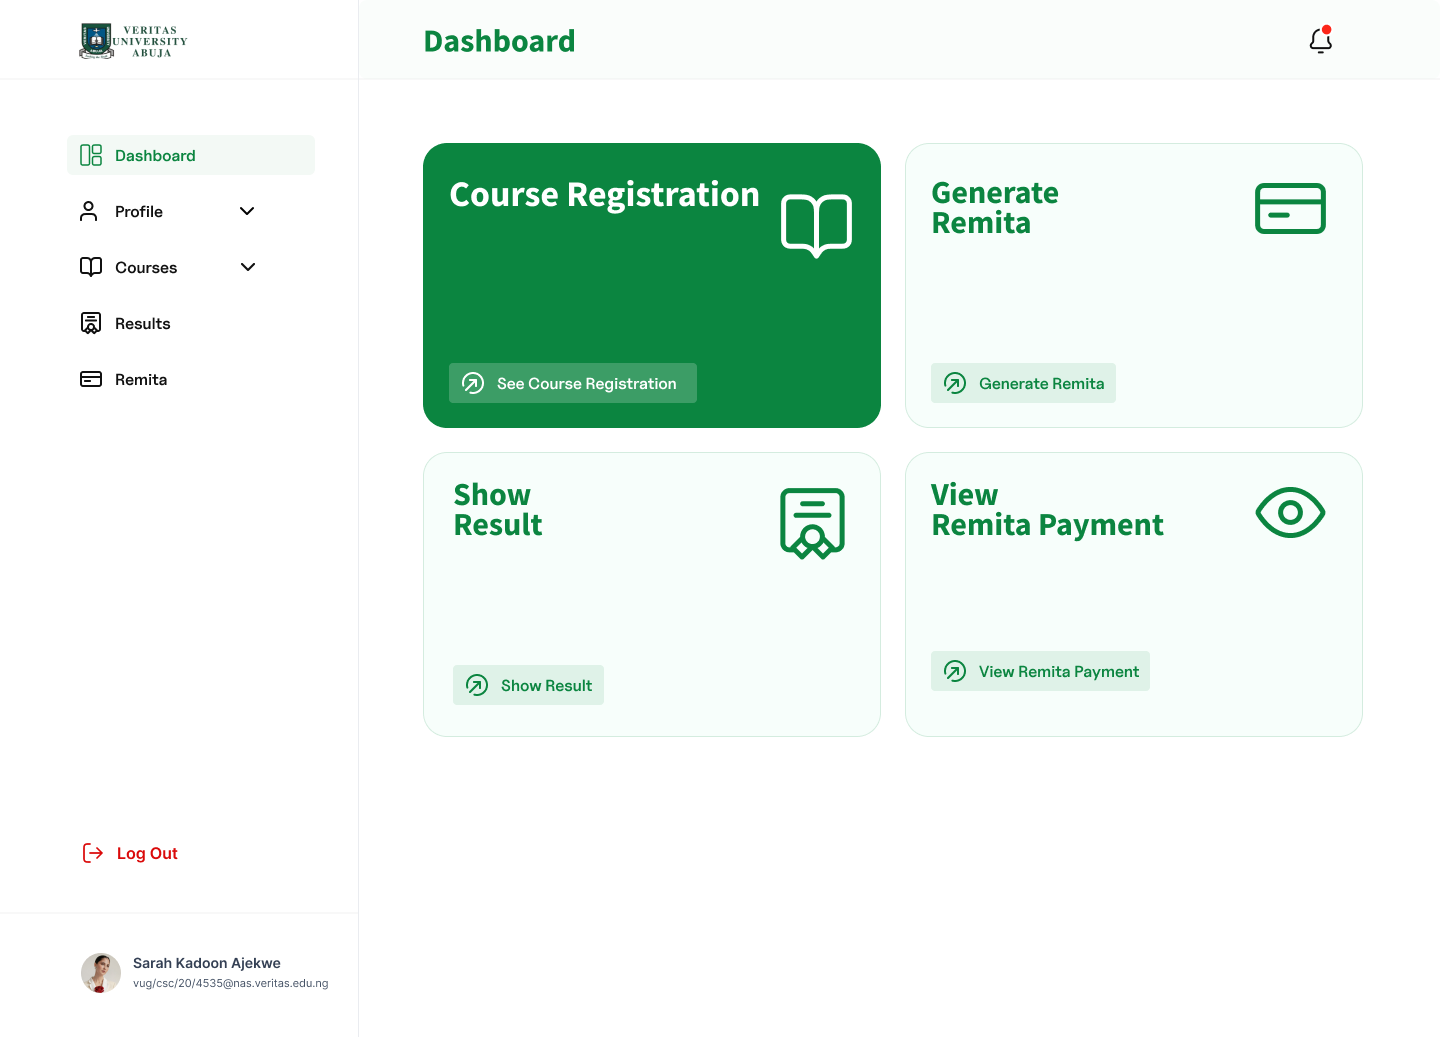 VERITAS
UNIVERSITY
ABUJA
Dashboard
Dashboard
Profile
Courses
Results
Remita
Log Out
Sarah Kadoon Ajekwe
vug/csc/20/4535@nas.veritas.edu.ng
Course Registration
See Course Registration
Generate
Remita
Generate Remita
Show
Result
Show Result
View
Remita Payment
View Remita Payment